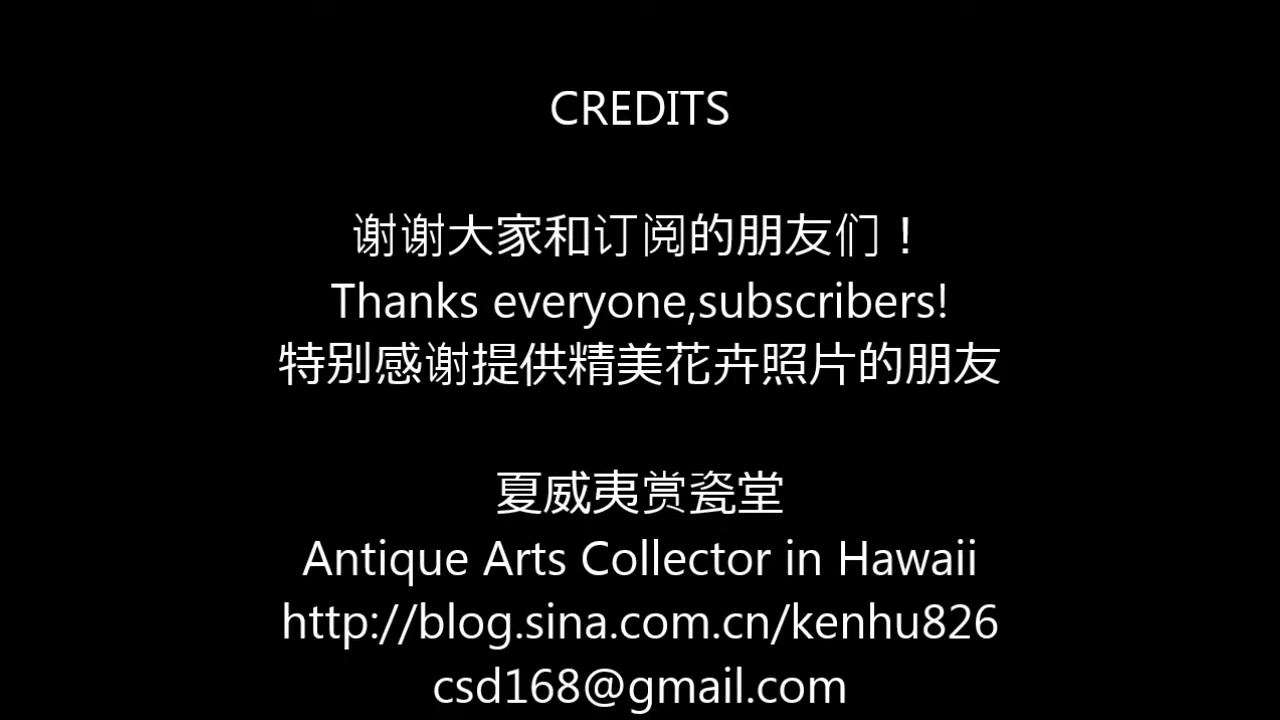 CREDITS
谢谢大家和订阅的朋友们！
Thanks everyone,subscribers!
特别感谢提供精美花卉照片的朋友
夏威夷赏瓷堂
Antique Arts Collector in Hawaii
http://blog.sina.com.cn/kenhu826
csd168@gmail.com